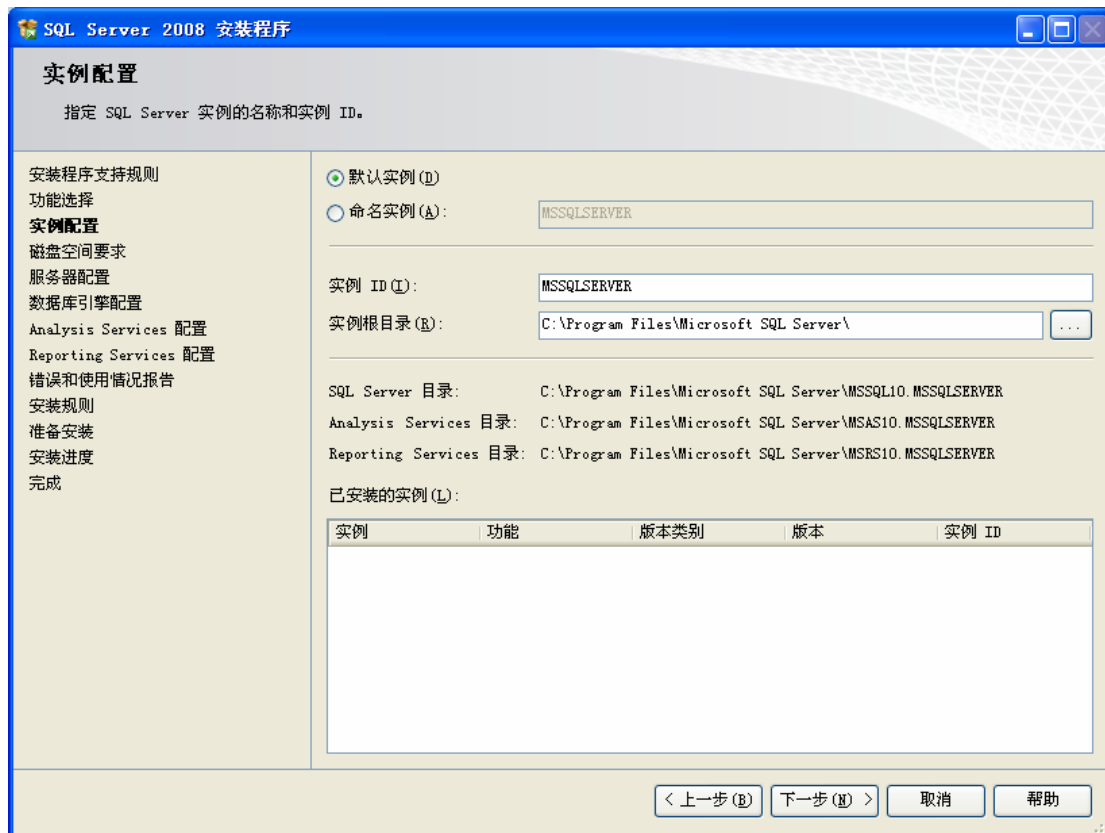 SQL Server 2008 安装程序
实例配置
指定 SQL Server 实例的名称和实例 ID。
安装程序支持规则
功能选择
实例配置
磁盘空间要求
服务器配置
数据库引擎配置
Analysis Services 配置
Reporting Services 配置
错误和使用情况报告
安装规则
准备安装
安装进度
完成
默认实例(D)
命名实例(A): MSSQLSERVER
实例 ID(I): MSSQLSERVER
实例根目录(R): C:\Program Files\Microsoft SQL Server\ ...
SQL Server 目录: C:\Program Files\Microsoft SQL Server\MSSQL10.MSSQLSERVER
Analysis Services 目录: C:\Program Files\Microsoft SQL Server\MSAS10.MSSQLSERVER
Reporting Services 目录: C:\Program Files\Microsoft SQL Server\MSRS10.MSSQLSERVER
已安装的实例(L):
实例 功能 版本类别 版本 实例 ID
< 上一步(B) 下一步(N) > 取消 帮助